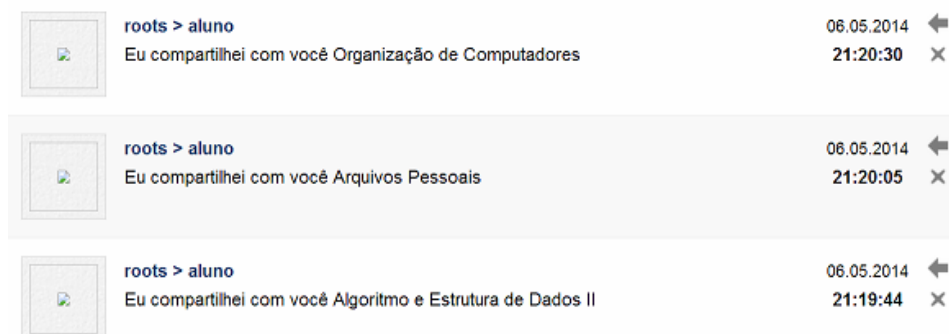 roots > aluno
06.05.2014
Eu compartilhei com você Organização de Computadores
21:20:30
roots > aluno
06.05.2014
Eu compartilhei com você Arquivos Pessoais
21:20:05
roots > aluno
06.05.2014
Eu compartilhei com você Algoritmo e Estrutura de Dados II
21:19:44